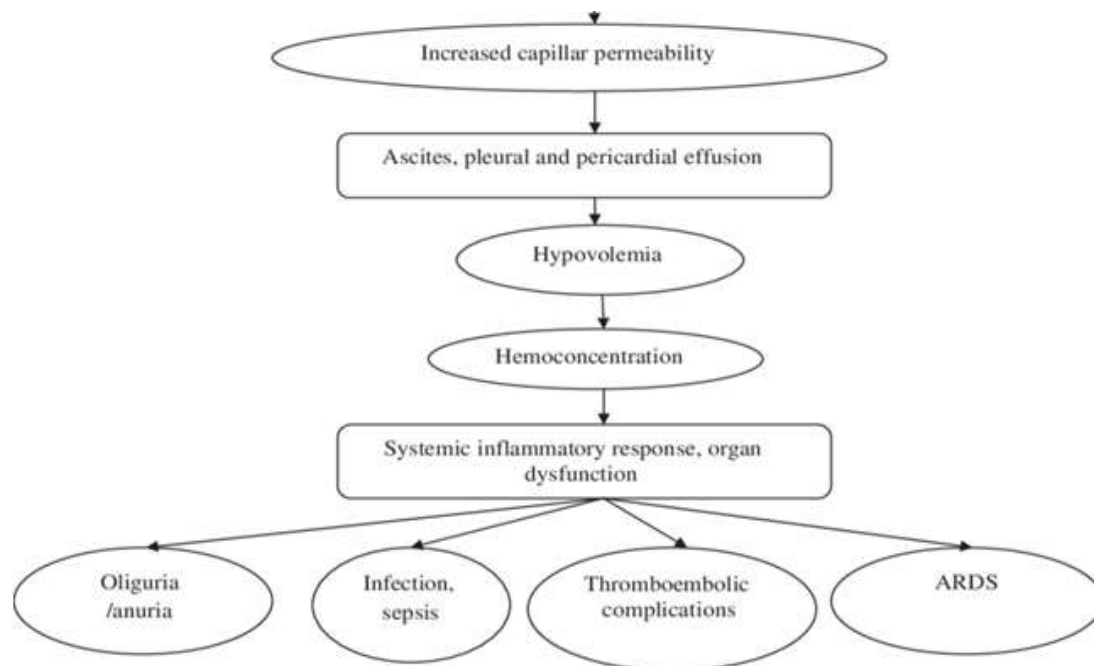 Increased capillar permeability
Ascites, pleural and pericardial effusion
Hypovolemia
Hemoconcentration
Systemic inflammatory response, organ
dysfunction
Oliguria
/anuria
Infection,
sepsis
Thromboembolic
complications
ARDS